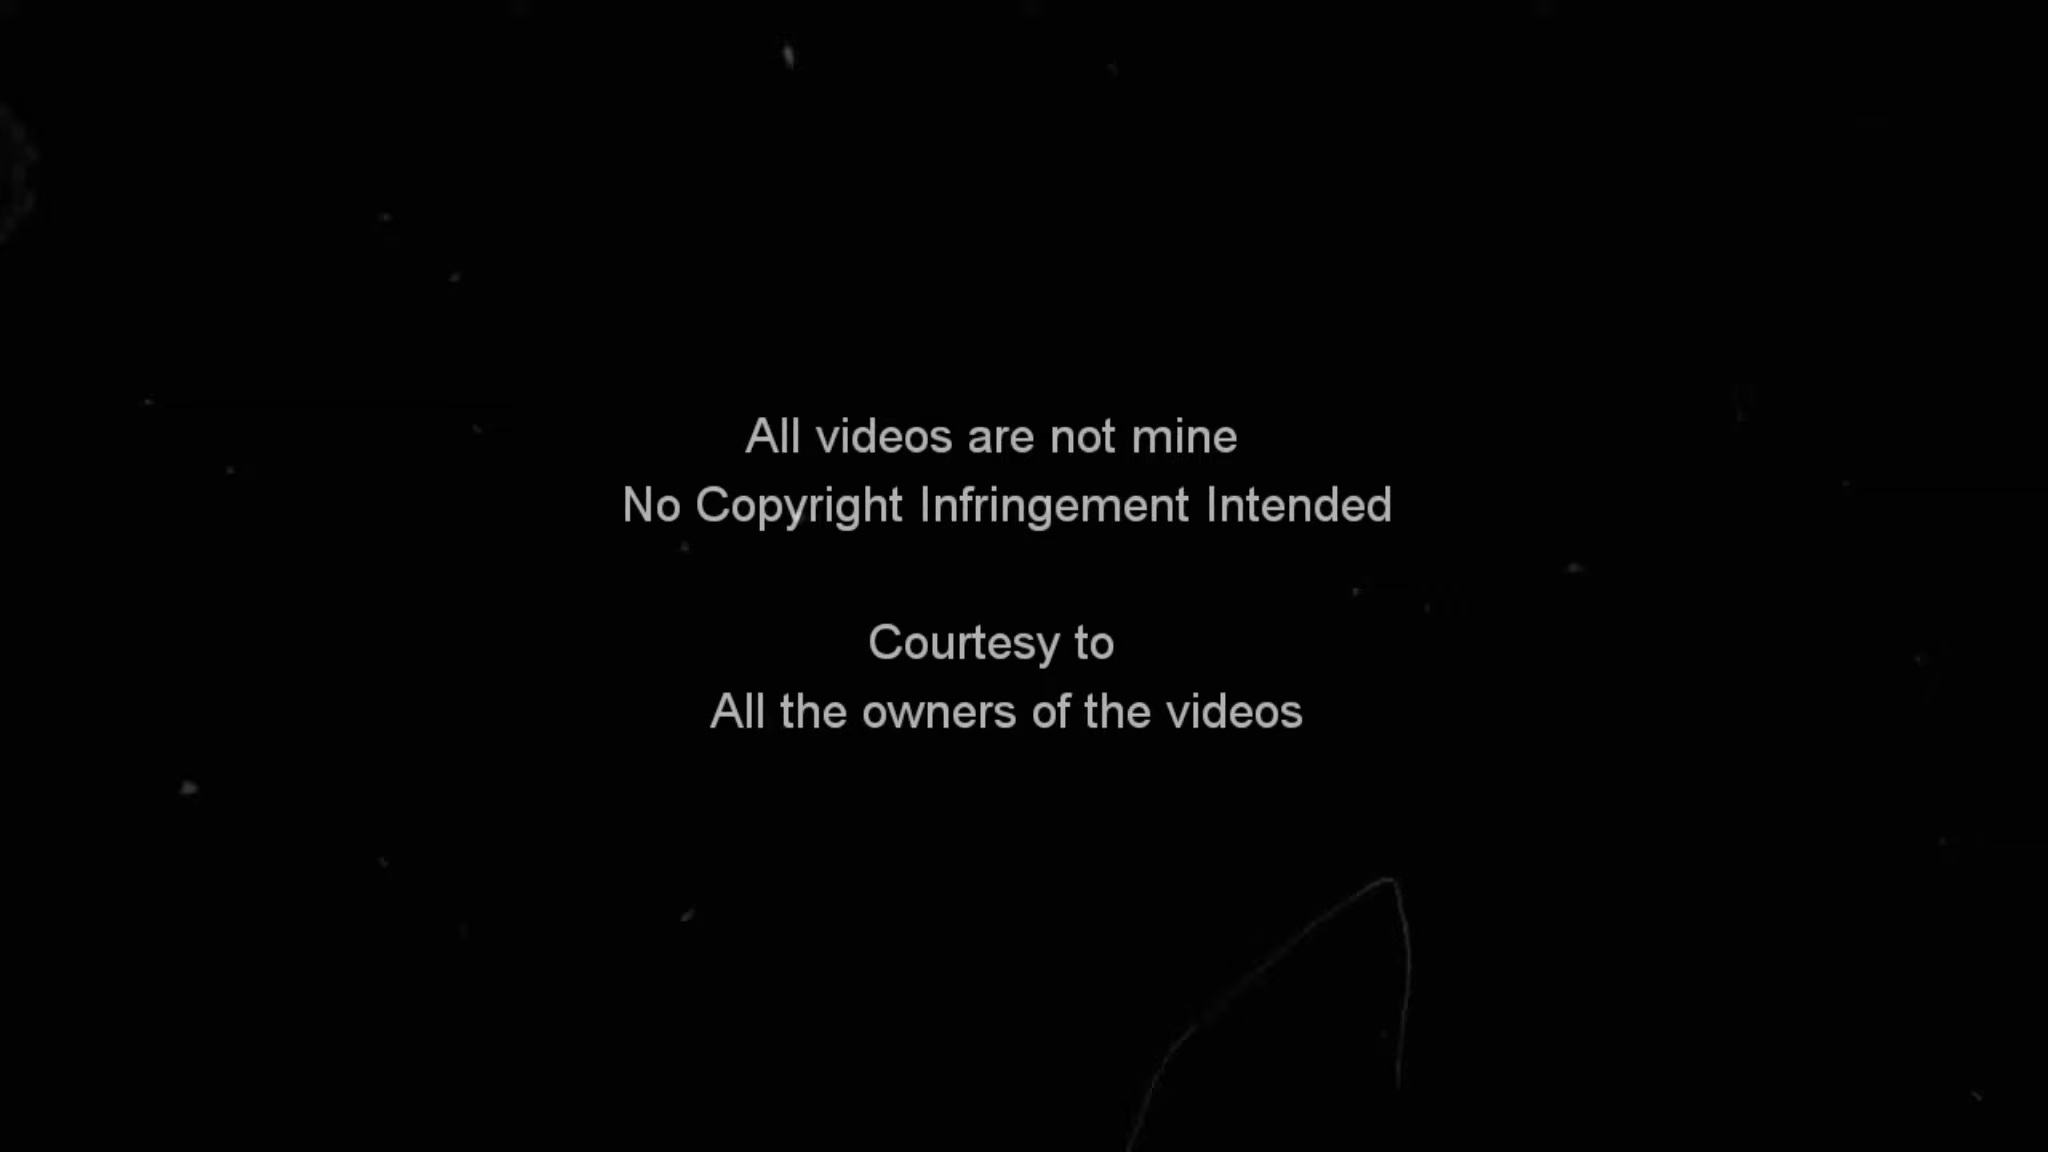 All videos are not mine
No Copyright Infringement Intended
Courtesy to
All the owners of the videos